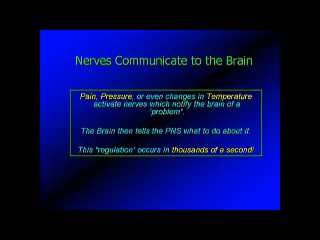 Nerves Communicate to the Brain
Pain, Pressure, or even changes in Temperature
activate nerves which notify the brain of a
"problem".
The Brain then tells the PNS what to do about it.
This "regulation" occurs in thousands of a second!